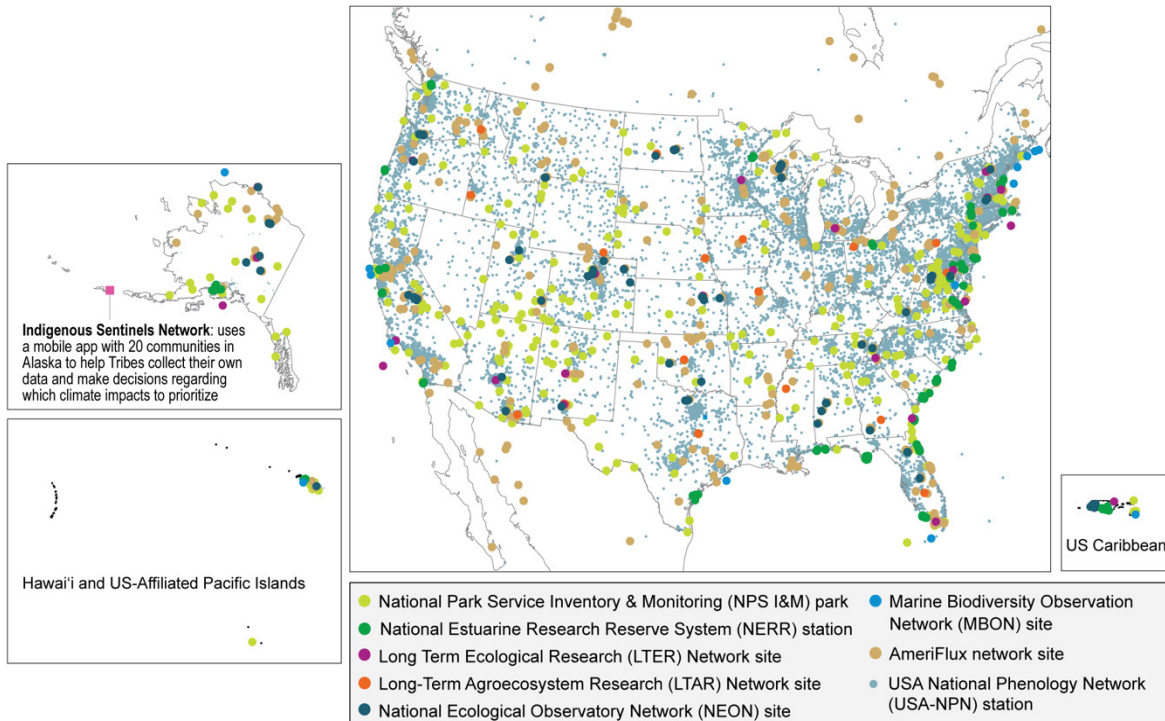 Indigenous Sentinels Network: uses
a mobile app with 20 communities in
Alaska to help Tribes collect their own
data and make decisions regarding
which climate impacts to prioritize
Hawaiʻi and US-Affiliated Pacific Islands
US Caribbean
National Park Service Inventory & Monitoring (NPS I&M) park
National Estuarine Research Reserve System (NERR) station
Long Term Ecological Research (LTER) Network site
Long-Term Agroecosystem Research (LTAR) Network site
National Ecological Observatory Network (NEON) site
Marine Biodiversity Observation
Network (MBON) site
AmeriFlux network site
USA National Phenology Network
(USA-NPN) station